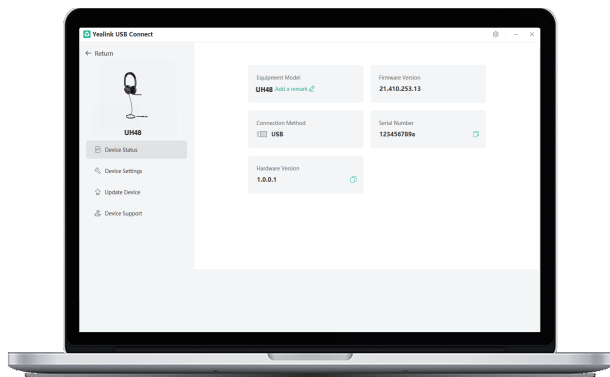 Yealink USB Connect
Return
UH48
Device Status
Device Settings
Update Device
Device Support
Equipment Model
UH48 Add a remark
Firmware Version
21.410.253.13
Connection Method
USB
Serial Number
123456789a
Hardware Version
1.0.0.1